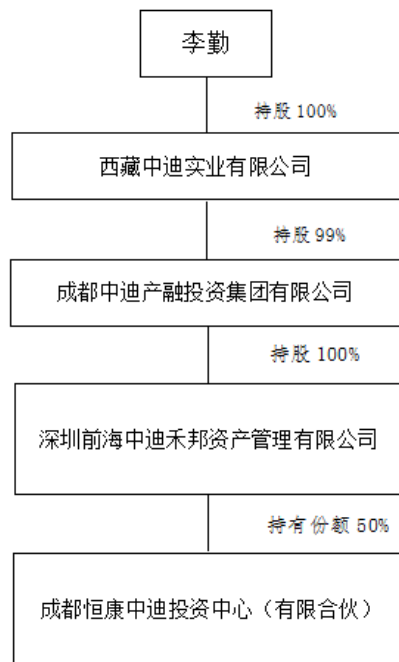 李勤
持股 100%
西藏中迪实业有限公司
持股 99%
成都中迪产融投资集团有限公司
持股 100%
深圳前海中迪禾邦资产管理有限公司
持有份额 50%
成都恒康中迪投资中心（有限合伙）